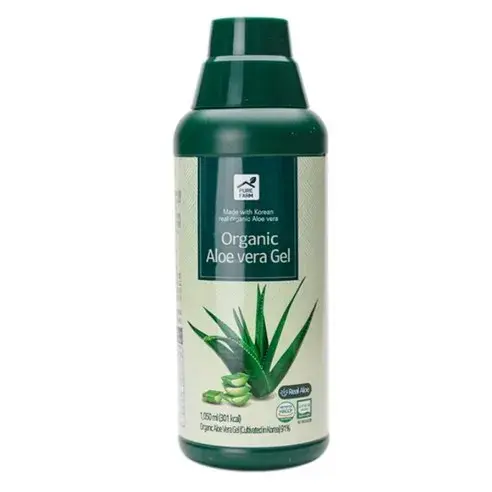 PURE
FARM
Made with Korean
real organic Aloe vera
Organic
Aloe vera Gel
Real Aloe
1,050 ml (301 kcal)
HACCP
Organic Aloe Vera Gel (Cultivated in Korea) 91%